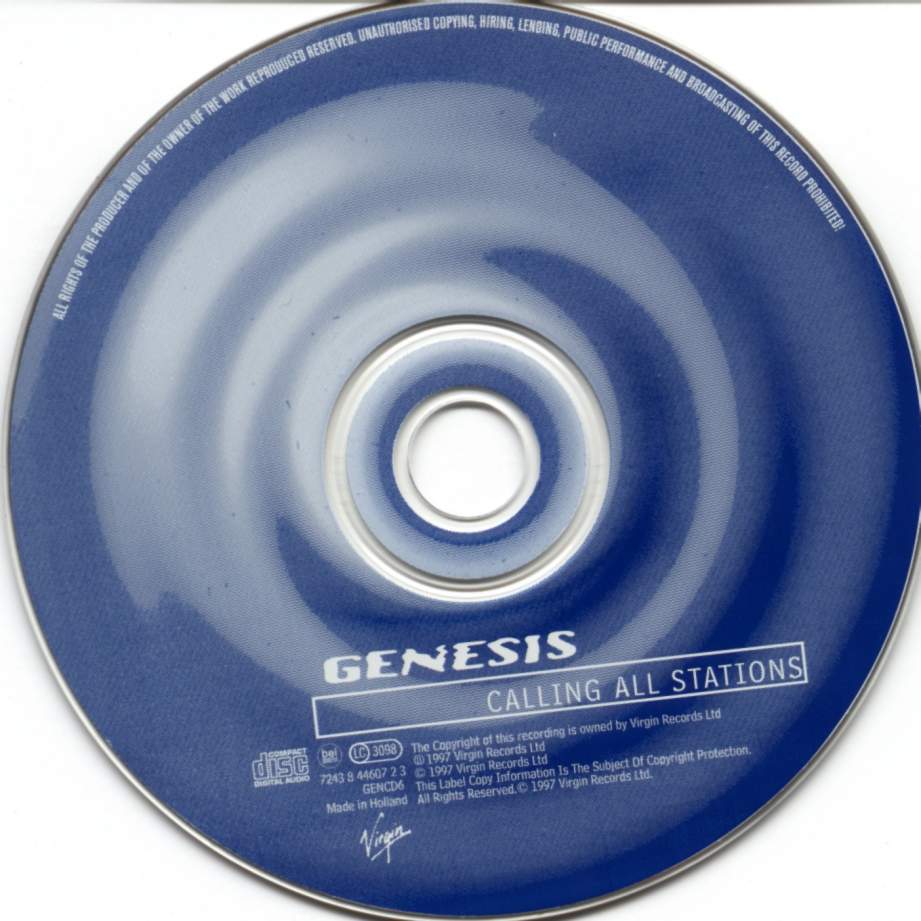 ALL RIGHTS OF THE PRODUCER AND OF THE OWNER OF THE WORK REPRODUCED RESERVED. UNAUTHORISED COPYING, HIRING, LENDING, PUBLIC PERFORMANCE AND BROADCASTING OF THIS RECORD PROHIBITED!
GENESIS
CALLING ALL STATIONS
COMPACT
disc
DIGITAL AUDIO
bel
LC 3098
7243 8 44607 2 3
GENCD6
Made in Holland
The Copyright of this recording is owned by Virgin Records Ltd
℗ 1997 Virgin Records Ltd
© 1997 Virgin Records Ltd
This Label Copy Information Is The Subject Of Copyright Protection.
All Rights Reserved.© 1997 Virgin Records Ltd.
Virgin